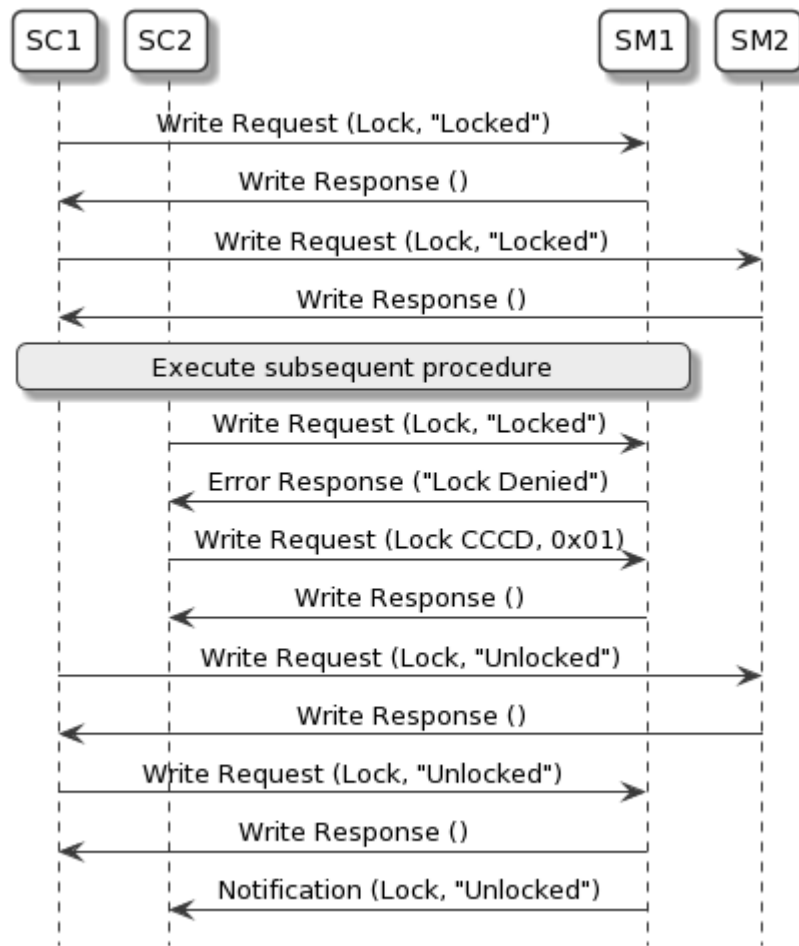 SC1 SC2 SM1 SM2
Write Request (Lock, "Locked")
Write Response ()
Write Request (Lock, "Locked")
Write Response ()
Execute subsequent procedure
Write Request (Lock, "Locked")
Error Response ("Lock Denied")
Write Request (Lock CCCD, 0x01)
Write Response ()
Write Request (Lock, "Unlocked")
Write Response ()
Write Request (Lock, "Unlocked")
Write Response ()
Notification (Lock, "Unlocked")